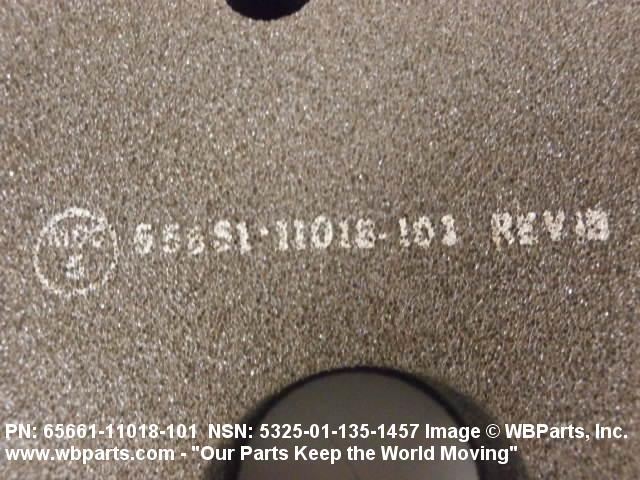 65661-11018-101 REV
PN: 65661-11018-101 NSN: 5325-01-135-1457 Image © WBParts, Inc.
www.wbparts.com - "Our Parts Keep the World Moving"